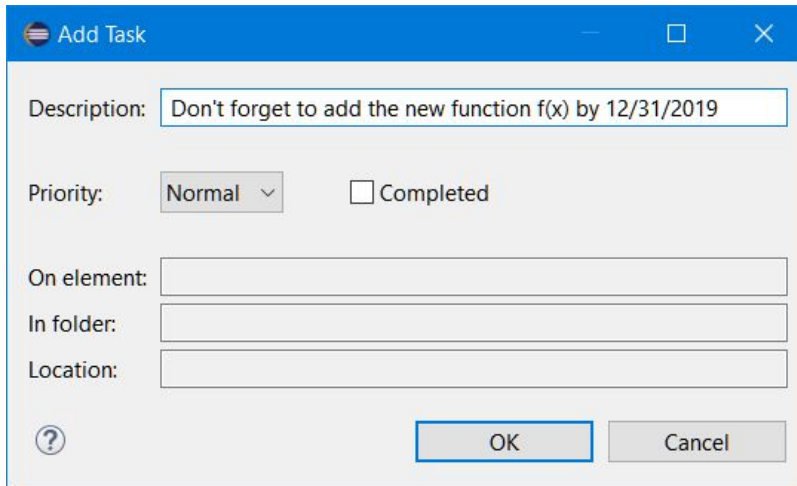 Add Task
Description: Don't forget to add the new function f(x) by 12/31/2019
Priority: Normal Completed
On element:
In folder:
Location:
? OK Cancel